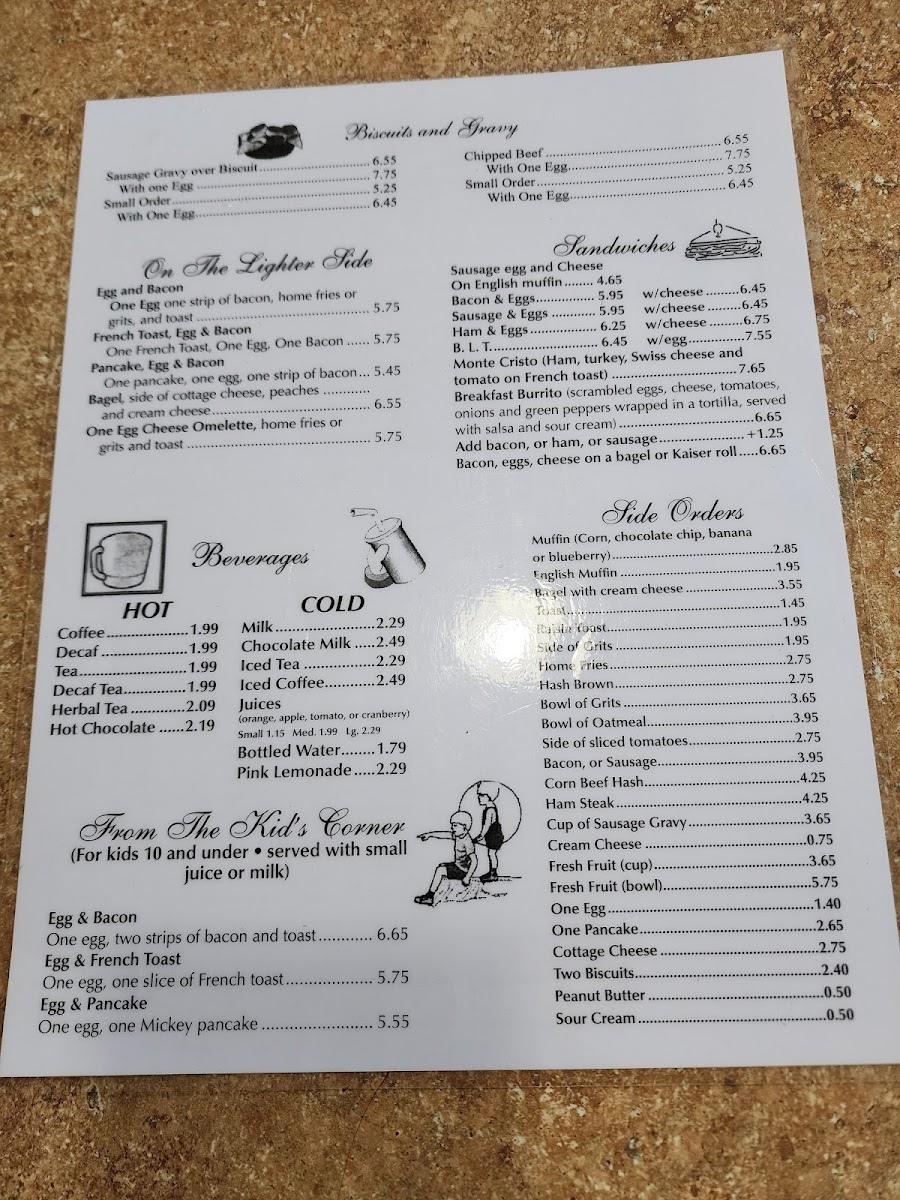 Biscuits and Gravy
Sausage Gravy over Biscuit 6.55
With one Egg 7.75
Small Order 5.25
With One Egg 6.45
Chipped Beef 6.55
With One Egg 7.75
Small Order 5.25
With One Egg 6.45
On The Lighter Side
Egg and Bacon
One Egg one strip of bacon, home fries or
grits, and toast 5.75
French Toast, Egg & Bacon
One French Toast, One Egg, One Bacon 5.75
Pancake, Egg & Bacon
One pancake, one egg, one strip of bacon 5.45
Bagel, side of cottage cheese, peaches
and cream cheese 6.55
One Egg Cheese Omelette, home fries or
grits and toast 5.75
Sandwiches
Sausage egg and Cheese
On English muffin 4.65
Bacon & Eggs 5.95 w/cheese 6.45
Sausage & Eggs 5.95 w/cheese 6.45
Ham & Eggs 6.25 w/cheese 6.75
B. L. T. 6.45 w/egg 7.55
Monte Cristo (Ham, turkey, Swiss cheese and
tomato on French toast) 7.65
Breakfast Burrito (scrambled eggs, cheese, tomatoes,
onions and green peppers wrapped in a tortilla, served
with salsa and sour cream) 6.65
Add bacon, or ham, or sausage +1.25
Bacon, eggs, cheese on a bagel or Kaiser roll 6.65
Beverages
HOT
Coffee 1.99
Decaf 1.99
Tea 1.99
Decaf Tea 1.99
Herbal Tea 2.09
Hot Chocolate 2.19
COLD
Milk 2.29
Chocolate Milk 2.49
Iced Tea 2.29
Iced Coffee 2.49
Juices
(orange, apple, tomato, or cranberry)
Small 1.15 Med. 1.99 Lg. 2.29
Bottled Water 1.79
Pink Lemonade 2.29
From The Kid's Corner
(For kids 10 and under • served with small
juice or milk)
Egg & Bacon
One egg, two strips of bacon and toast 6.65
Egg & French Toast
One egg, one slice of French toast 5.75
Egg & Pancake
One egg, one Mickey pancake 5.55
Side Orders
Muffin (Corn, chocolate chip, banana
or blueberry) 2.85
English Muffin 1.95
Bagel with cream cheese 3.55
Toast 1.45
Raisin Toast 1.95
Side of Grits 1.95
Home Fries 2.75
Hash Brown 2.75
Bowl of Grits 3.65
Bowl of Oatmeal 3.95
Side of sliced tomatoes 2.75
Bacon, or Sausage 3.95
Corn Beef Hash 4.25
Ham Steak 4.25
Cup of Sausage Gravy 3.65
Cream Cheese 0.75
Fresh Fruit (cup) 3.65
Fresh Fruit (bowl) 5.75
One Egg 1.40
One Pancake 2.65
Cottage Cheese 2.75
Two Biscuits 2.40
Peanut Butter 0.50
Sour Cream 0.50